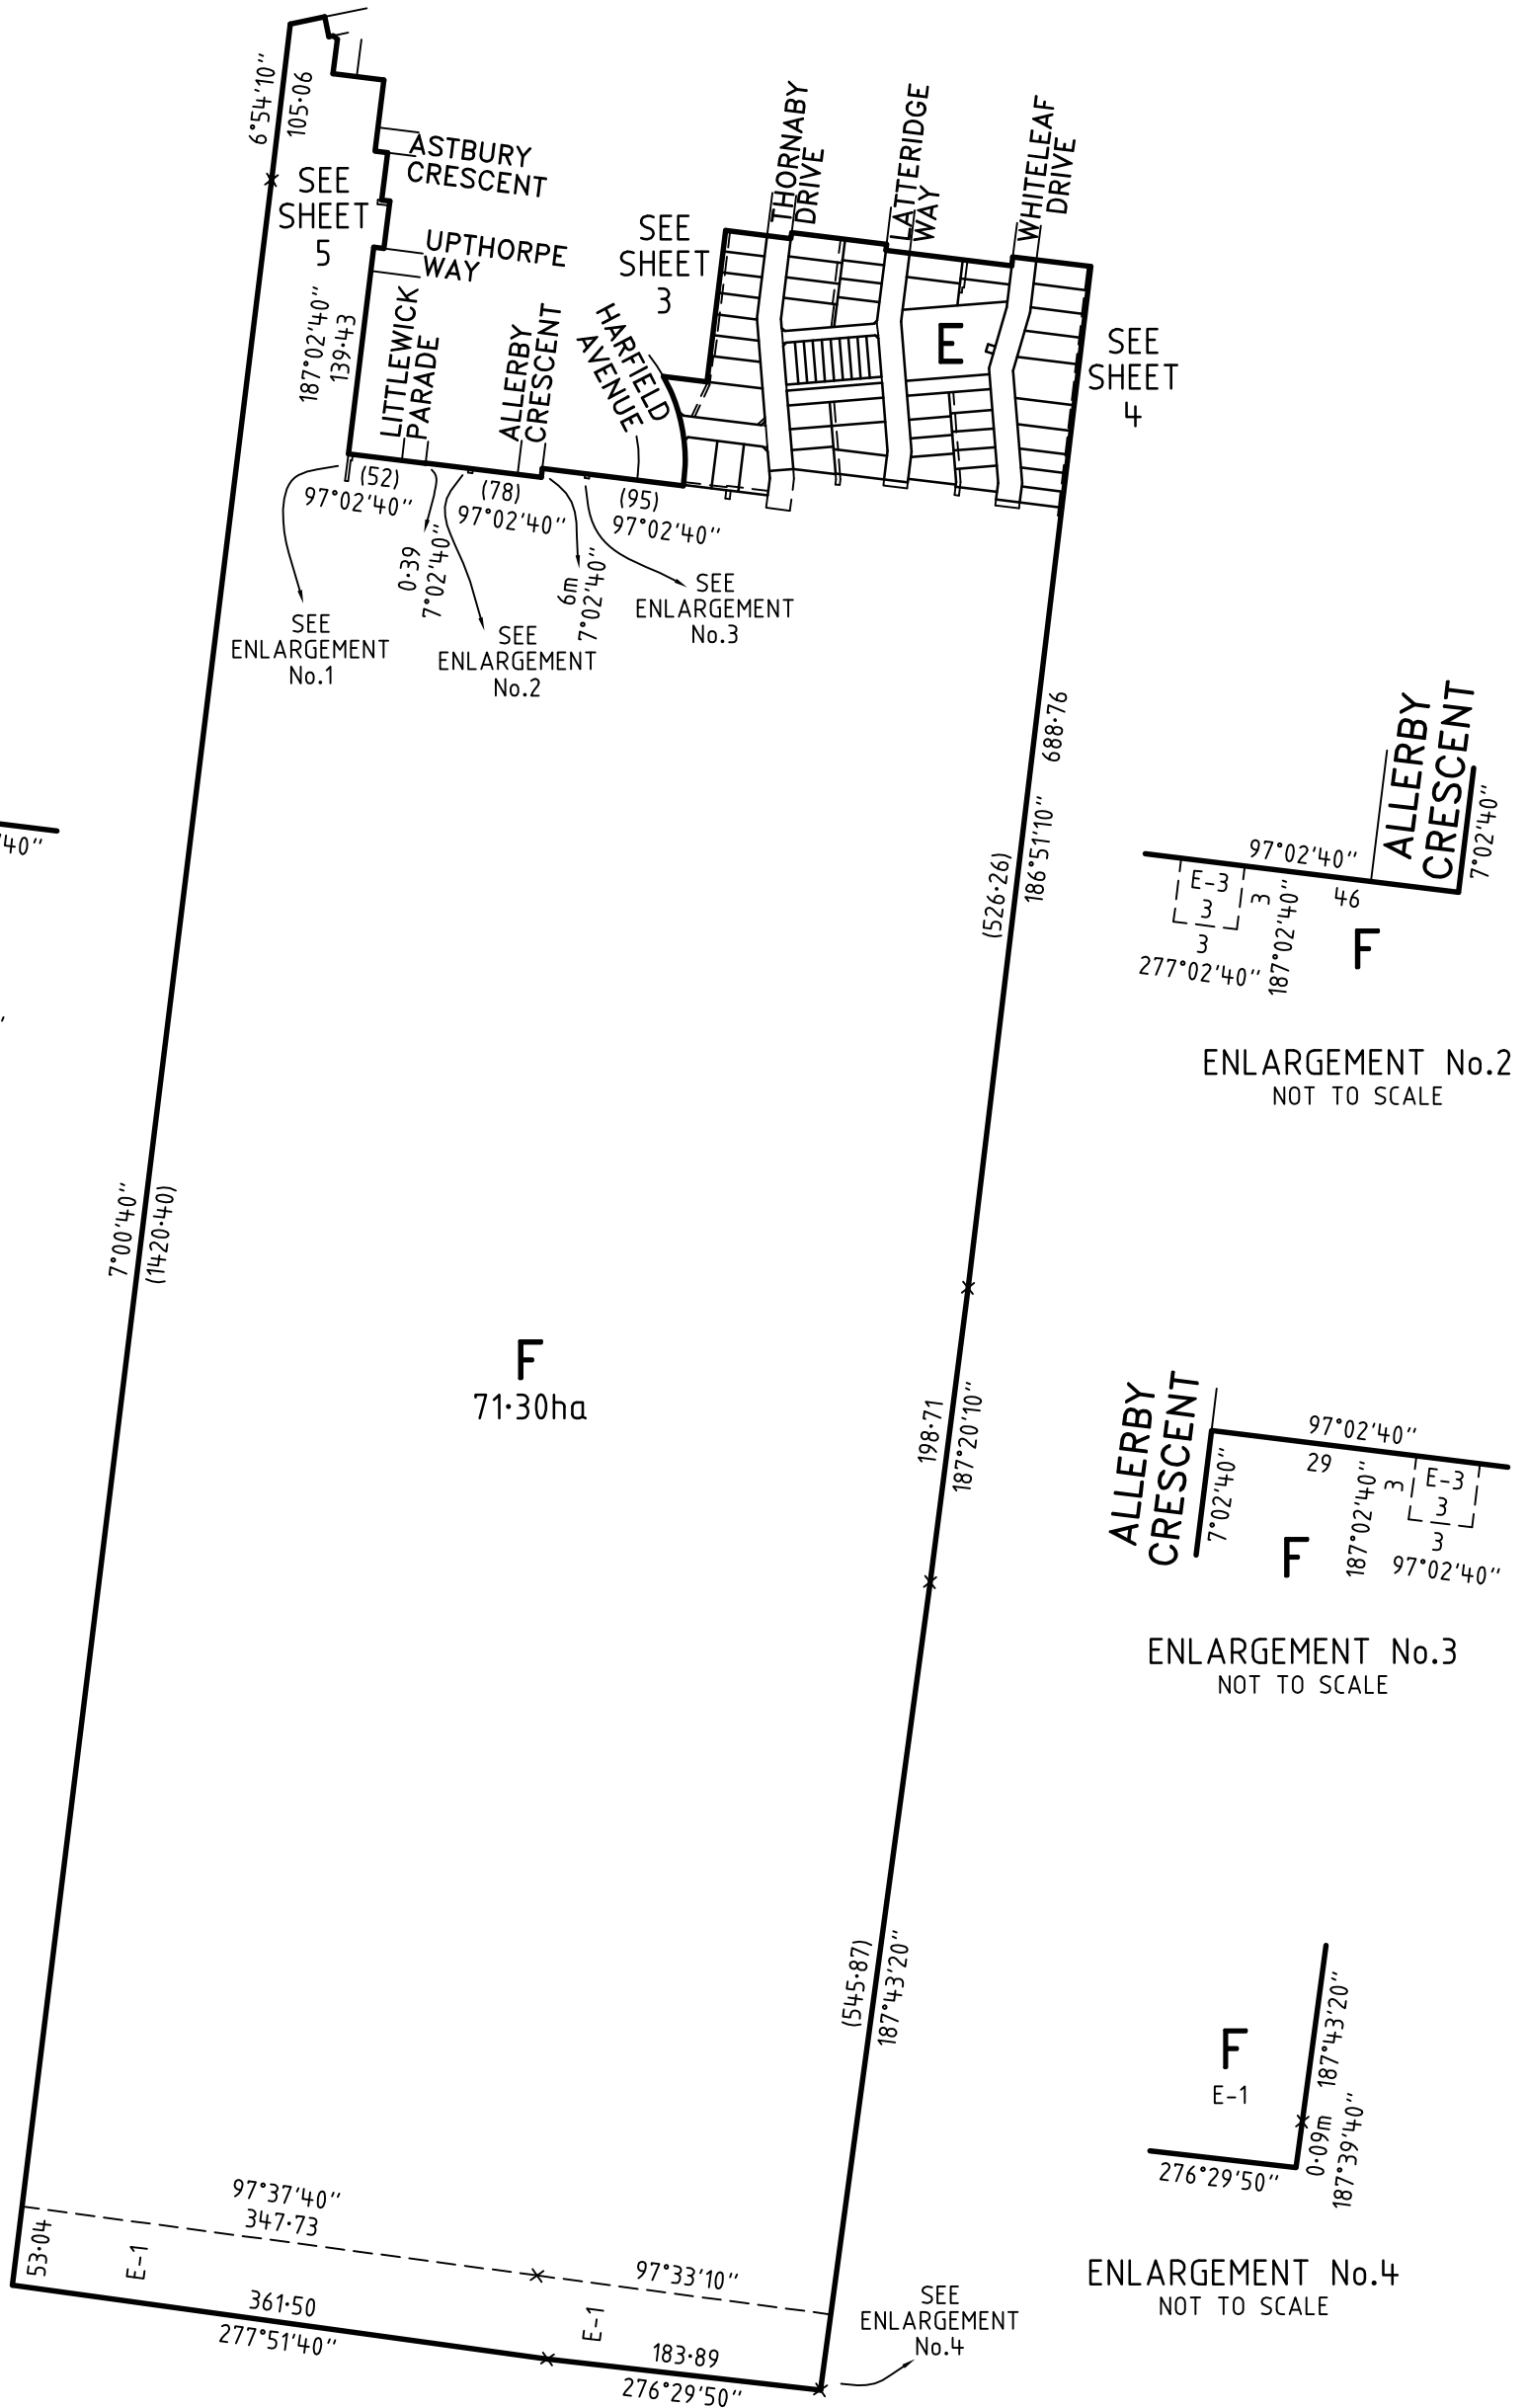 6°54'10"
105·06
SEE
SHEET
5
ASTBURY
CRESCENT
UPTHORPE
WAY
187°02'40"
139·43
LITTLEWICK
PARADE
ALLERBY
CRESCENT
HARFIELD
AVENUE
SEE
SHEET
3
THORNABY
DRIVE
LATTERIDGE
WAY
WHITELEAF
DRIVE
E
SEE
SHEET
4
(52)
97°02'40"
0·39
7°02'40"
(78)
97°02'40"
6m
7°02'40"
(95)
97°02'40"
SEE
ENLARGEMENT
No.1
SEE
ENLARGEMENT
No.2
SEE
ENLARGEMENT
No.3
688·76
(526·26)
186°51'10"
'40"
ALLERBY
CRESCENT
97°02'40"
7°02'40"
E-3
3
3
46
3
187°02'40"
277°02'40"
F
ENLARGEMENT No.2
NOT TO SCALE
7°00'40"
(1420·40)
F
71·30ha
198·71
187°20'10"
ALLERBY
CRESCENT
97°02'40"
29
7°02'40"
187°02'40"
3
E-3
3
3
97°02'40"
F
ENLARGEMENT No.3
NOT TO SCALE
(545·87)
187°43'20"
F
E-1
187°43'20"
0·09m
187°39'40"
276°29'50"
ENLARGEMENT No.4
NOT TO SCALE
97°37'40"
347·73
53·04
E-1
97°33'10"
E-1
361·50
277°51'40"
183·89
276°29'50"
SEE
ENLARGEMENT
No.4